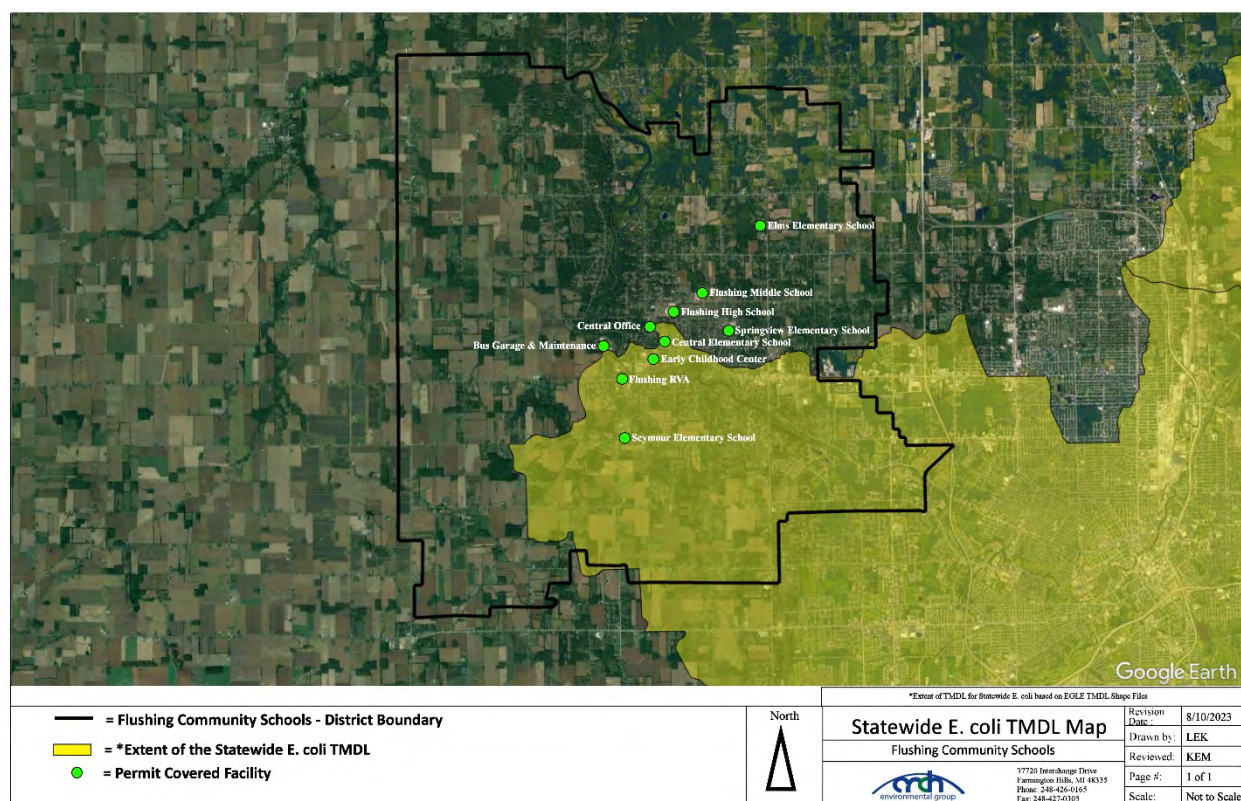 Elms Elementary School
Flushing Middle School
Flushing High School
Central Office
Springview Elementary School
Central Elementary School
Bus Garage & Maintenance
Early Childhood Center
Flushing RVA
Seymour Elementary School
Google Earth
*Extent of TMDL for Statewide E. coli based on EGLE TMDL Shape Files
= Flushing Community Schools - District Boundary
= *Extent of the Statewide E. coli TMDL
= Permit Covered Facility
North
Statewide E. coli TMDL Map
Flushing Community Schools
environmental group
37720 Interchange Drive
Farmington Hills, MI 48335
Phone: 248-426-0165
Fax: 248-427-0305
Revision Date : 8/10/2023
Drawn by: LEK
Reviewed: KEM
Page #: 1 of 1
Scale: Not to Scale